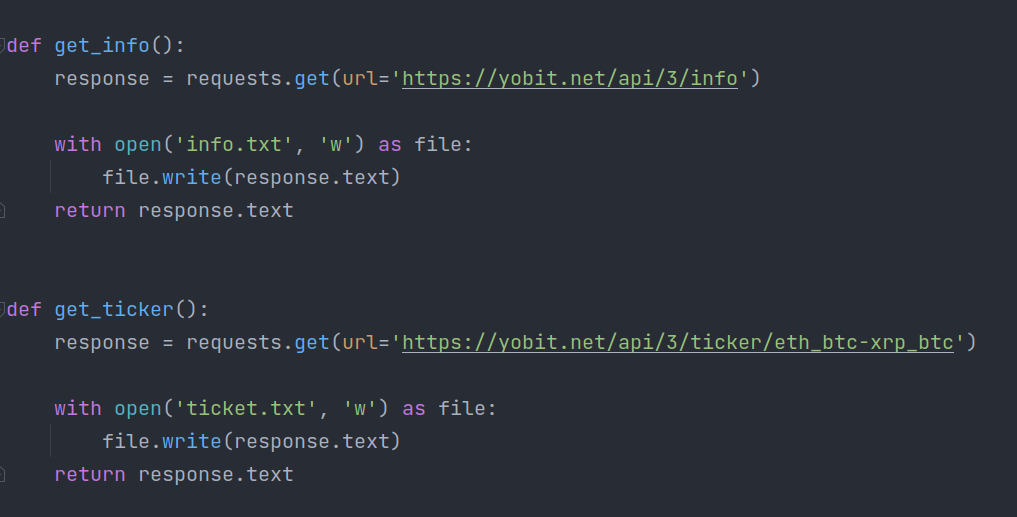 def get_info():
    response = requests.get(url='https://yobit.net/api/3/info')
    with open('info.txt', 'w') as file:
        file.write(response.text)
    return response.text
def get_ticker():
    response = requests.get(url='https://yobit.net/api/3/ticker/eth_btc-xrp_btc')
    with open('ticket.txt', 'w') as file:
        file.write(response.text)
    return response.text